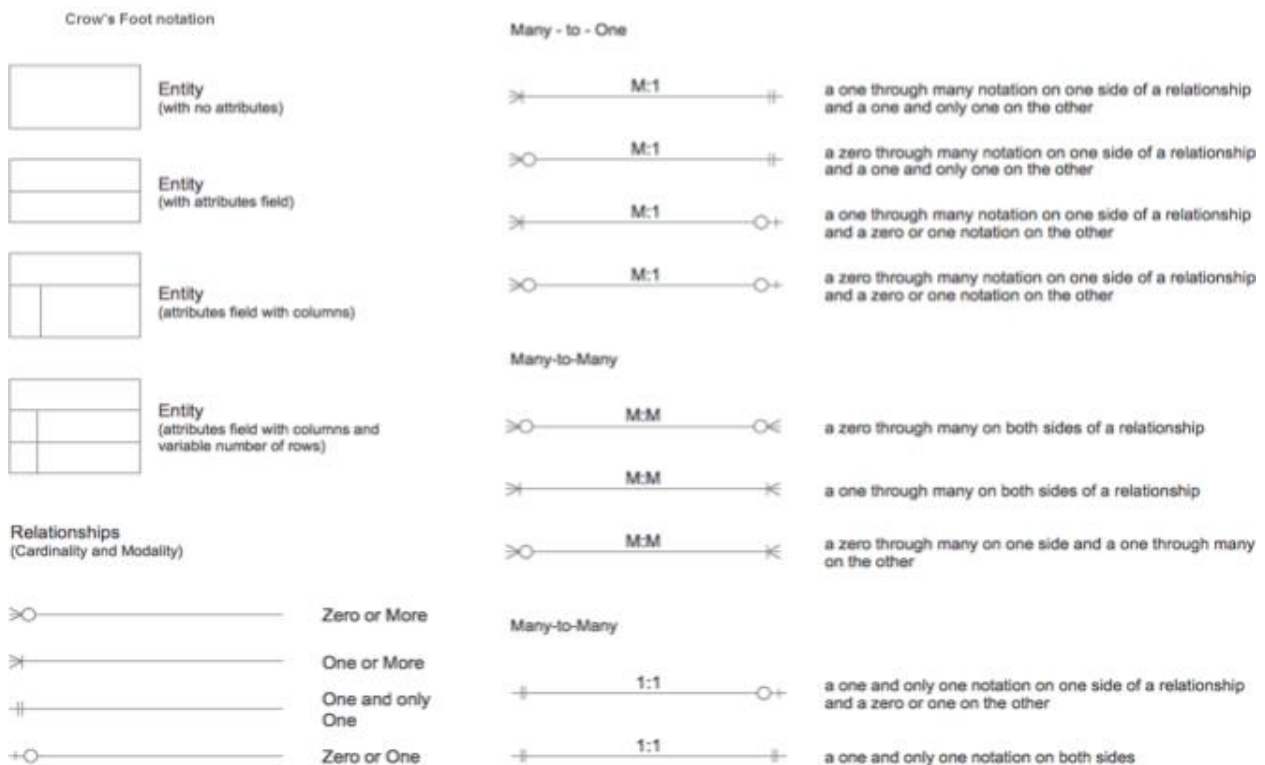 Crow's Foot notation
Entity
(with no attributes)
Entity
(with attributes field)
Entity
(attributes field with columns)
Entity
(attributes field with columns and
variable number of rows)
Relationships
(Cardinality and Modality)
Zero or More
One or More
One and only
One
Zero or One
Many - to - One
M:1
a one through many notation on one side of a relationship
and a one and only one on the other
M:1
a zero through many notation on one side of a relationship
and a one and only one on the other
M:1
a one through many notation on one side of a relationship
and a zero or one notation on the other
M:1
a zero through many notation on one side of a relationship
and a zero or one notation on the other
Many-to-Many
M:M
a zero through many on both sides of a relationship
M:M
a one through many on both sides of a relationship
M:M
a zero through many on one side and a one through many
on the other
Many-to-Many
1:1
a one and only one notation on one side of a relationship
and a zero or one on the other
1:1
a one and only one notation on both sides